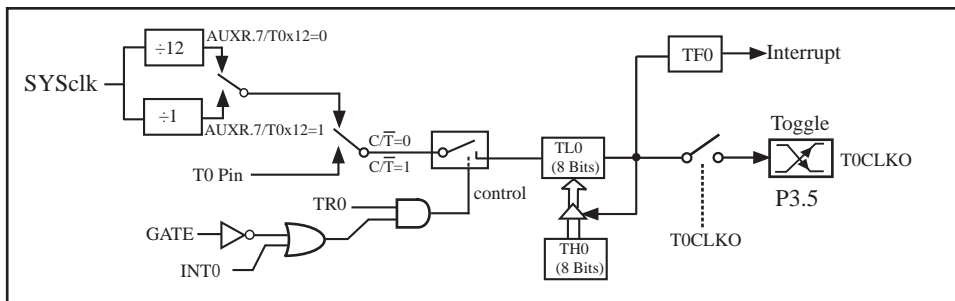 AUXR.7/T0x12=0
÷12
SYSclk
÷1
AUXR.7/T0x12=1
T0 Pin
C/T̅=0
C/T̅=1
control
TR0
GATE
INT0
TL0
(8 Bits)
TH0
(8 Bits)
TF0
Interrupt
Toggle
T0CLKO
P3.5
T0CLKO